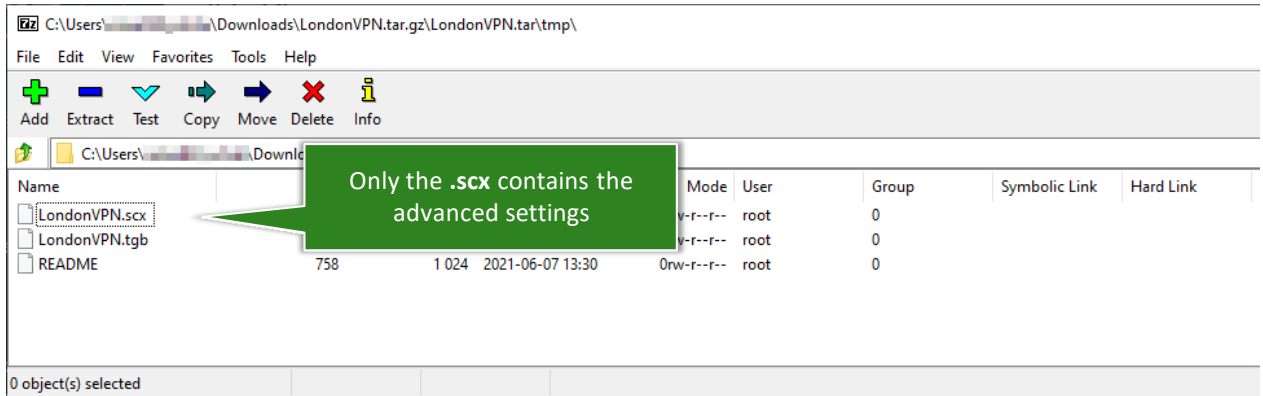 7z C:\Users\ \Downloads\LondonVPN.tar.gz\LondonVPN.tar\tmp\
File Edit View Favorites Tools Help
Add Extract Test Copy Move Delete Info
C:\Users\ \Downlo
Only the .scx contains the
advanced settings
Name Mode User Group Symbolic Link Hard Link
LondonVPN.scx w-r--r-- root 0
LondonVPN.tgb w-r--r-- root 0
README 758 1 024 2021-06-07 13:30 0rw-r--r-- root 0
0 object(s) selected